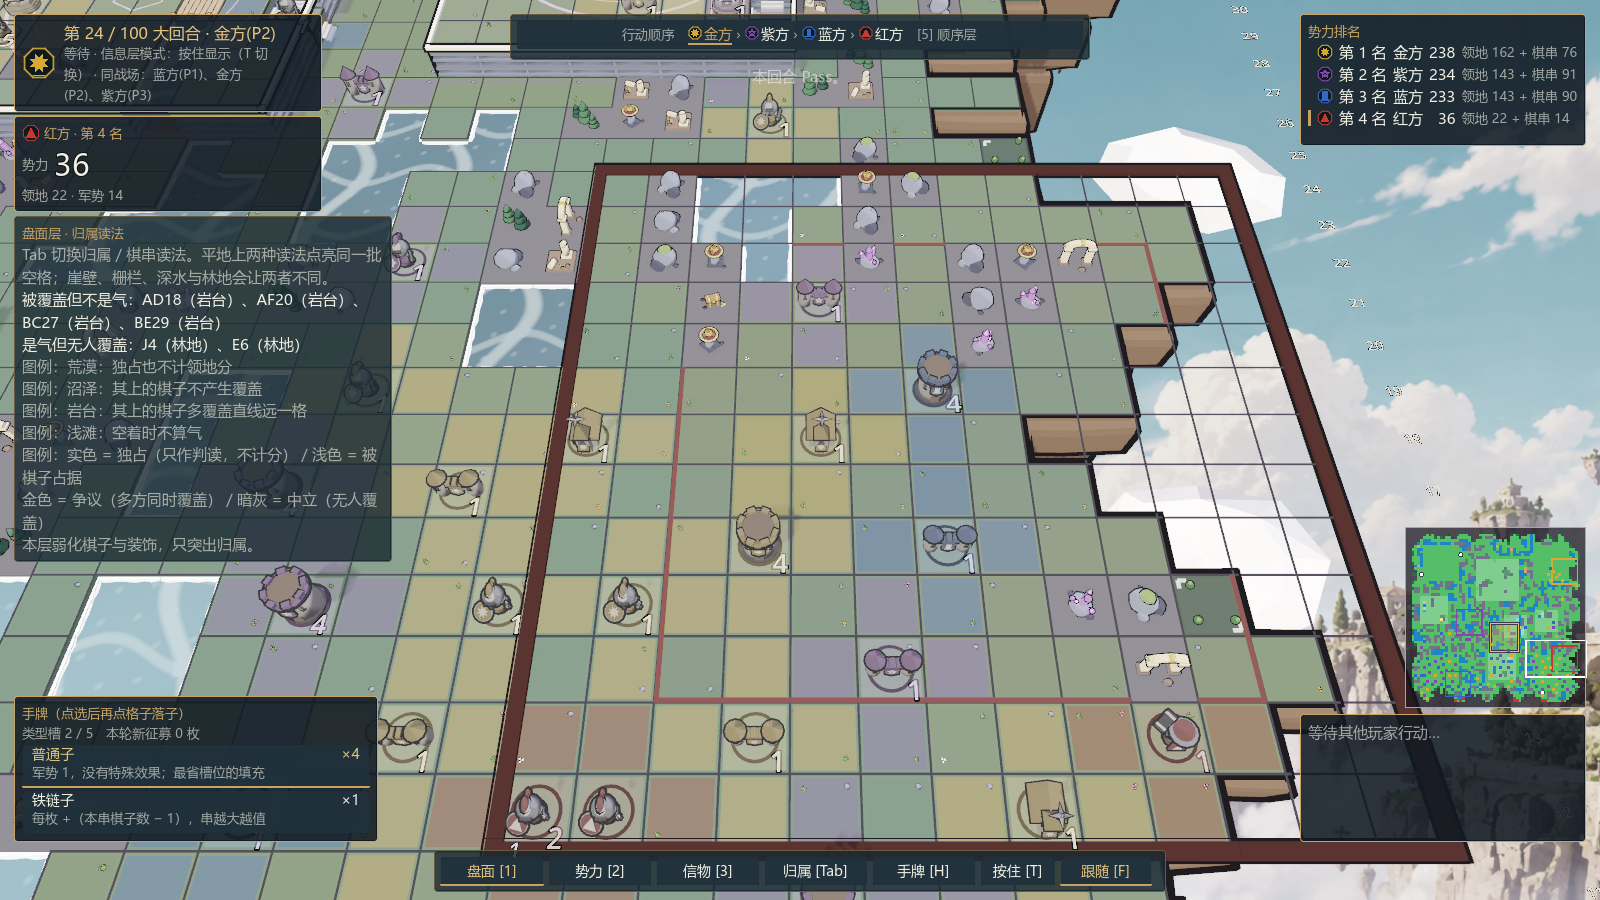 第 24 / 100 大回合 · 金方(P2)
等待 · 信息层模式：按住显示（T 切
换） · 同战场：蓝方(P1)、金方
(P2)、紫方(P3)
红方 · 第 4 名
势力 36
领地 22 · 军势 14
盘面层 · 归属读法
Tab 切换归属 / 棋串读法。平地上两种读法点亮同一批
空格；崖壁、栅栏、深水与林地会让两者不同。
被覆盖但不是气：AD18（岩台）、AF20（岩台）、
BC27（岩台）、BE29（岩台）
是气但无人覆盖：J4（林地）、E6（林地）
图例：荒漠：独占也不计领地分
图例：沼泽：其上的棋子不产生覆盖
图例：岩台：其上的棋子多覆盖直线远一格
图例：浅滩：空着时不算气
图例：实色 = 独占（只作判读，不计分） / 浅色 = 被
棋子占据
金色 = 争议（多方同时覆盖） / 暗灰 = 中立（无人覆
盖）
本层弱化棋子与装饰，只突出归属。
手牌（点选后再点格子落子）
类型槽 2 / 5 本轮新征募 0 枚
普通子 ×4
军势 1，没有特殊效果；最省槽位的填充
铁链子 ×1
每枚 +（本串棋子数 − 1），串越大越值
行动顺序 金方 › 紫方 › 蓝方 › 红方 [5] 顺序层
本回合 Pass。
势力排名
第 1 名 金方 238 领地 162 + 棋串 76
第 2 名 紫方 234 领地 143 + 棋串 91
第 3 名 蓝方 233 领地 143 + 棋串 90
第 4 名 红方 36 领地 22 + 棋串 14
等待其他玩家行动...
盘面 [1] 势力 [2] 信物 [3] 归属 [Tab] 手牌 [H] 按住 [T] 跟随 [F]